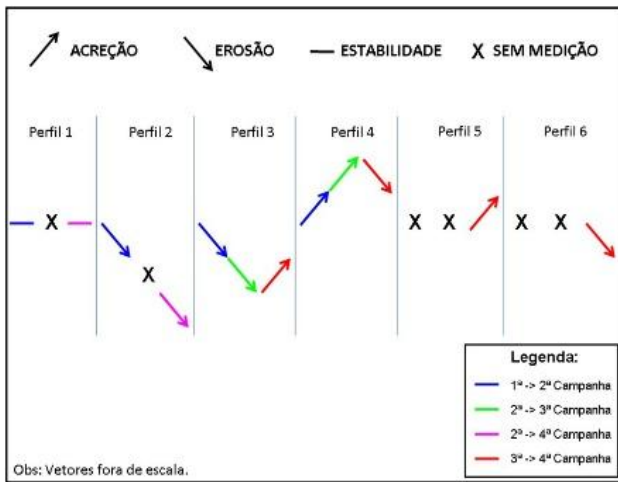 ACREÇÃO EROSÃO ESTABILIDADE X SEM MEDIÇÃO
Perfil 1 Perfil 2 Perfil 3 Perfil 4 Perfil 5 Perfil 6
X X X X X
X
Legenda:
1ª -> 2ª Campanha
2ª -> 3ª Campanha
2ª -> 4ª Campanha
3ª -> 4ª Campanha
Obs: Vetores fora de escala.